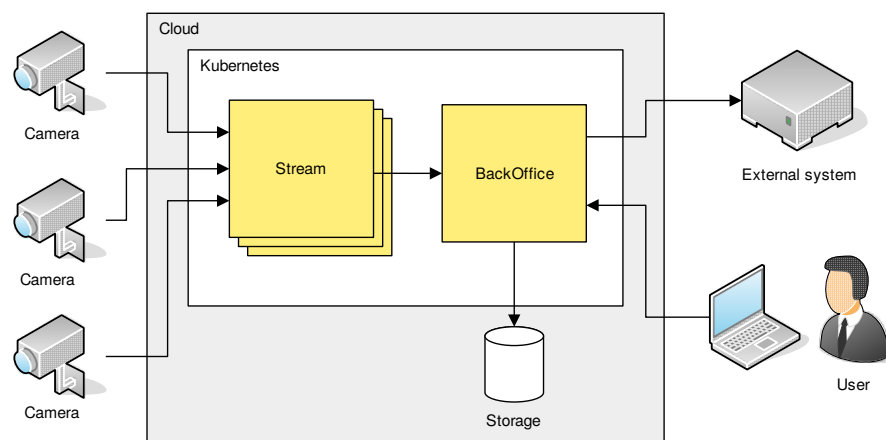 Cloud
Kubernetes
Camera
Stream
BackOffice
External system
Camera
Camera
Storage
User